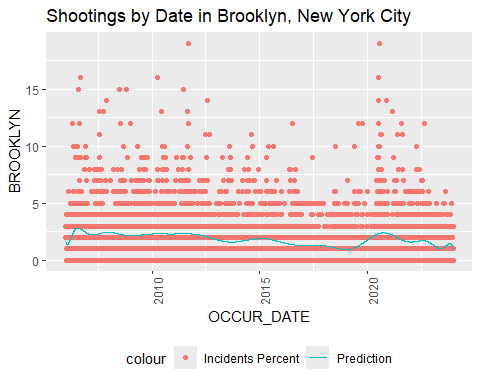 Shootings by Date in Brooklyn, New York City
BROOKLYN
15
10
5
0
2010
2015
2020
OCCUR_DATE
colour
Incidents Percent
Prediction